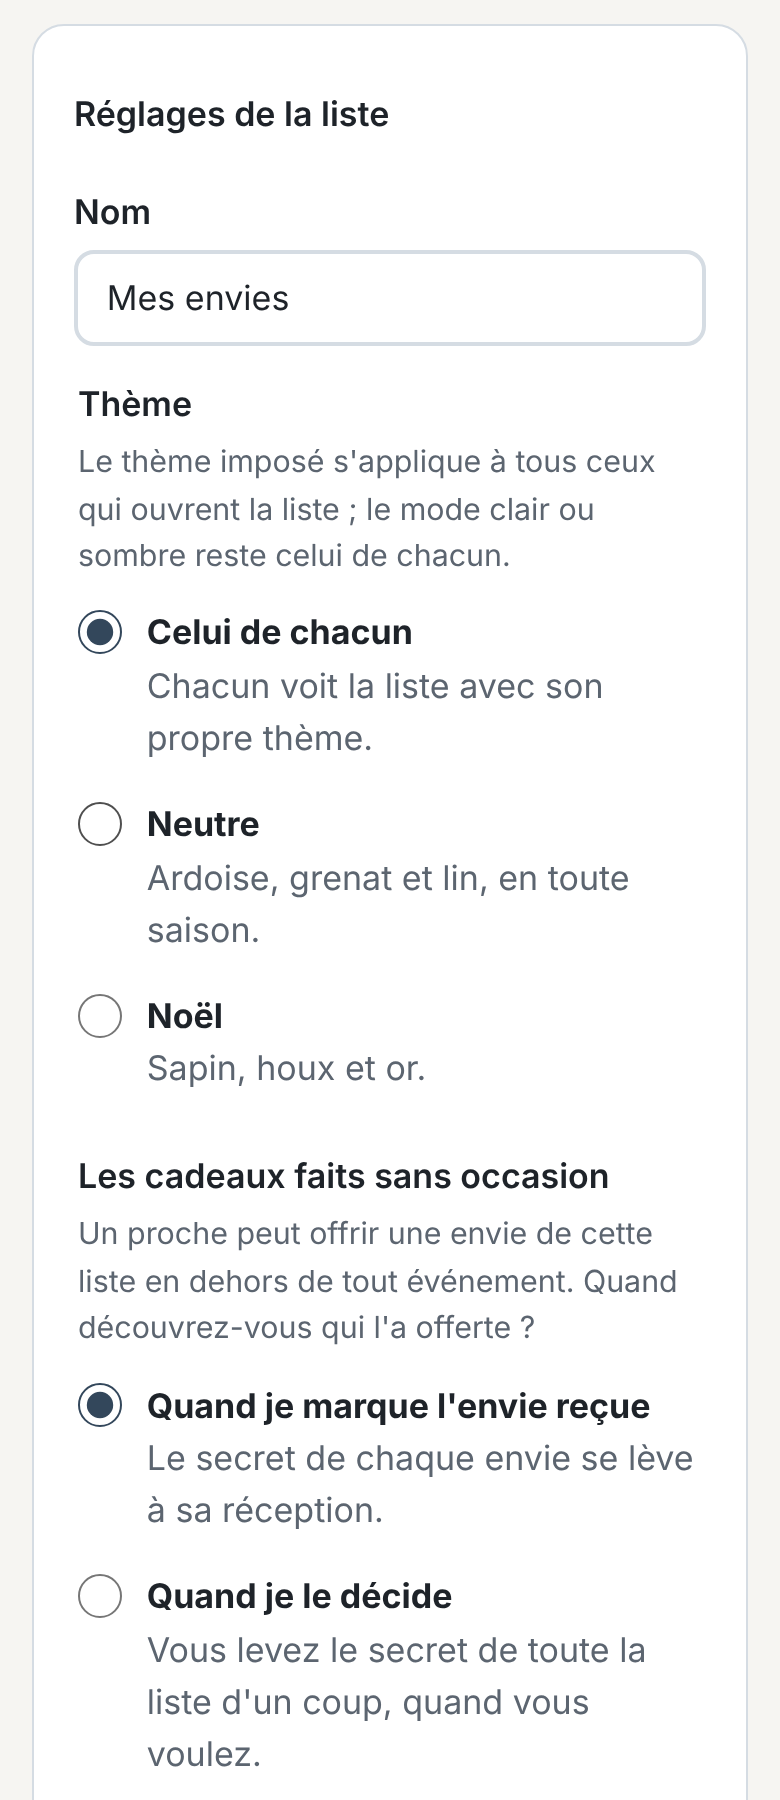 Réglages de la liste
Nom
Mes envies
Thème
Le thème imposé s'applique à tous ceux
qui ouvrent la liste ; le mode clair ou
sombre reste celui de chacun.
Celui de chacun
Chacun voit la liste avec son
propre thème.
Neutre
Ardoise, grenat et lin, en toute
saison.
Noël
Sapin, houx et or.
Les cadeaux faits sans occasion
Un proche peut offrir une envie de cette
liste en dehors de tout événement. Quand
découvrez-vous qui l'a offerte ?
Quand je marque l'envie reçue
Le secret de chaque envie se lève
à sa réception.
Quand je le décide
Vous levez le secret de toute la
liste d'un coup, quand vous
voulez.